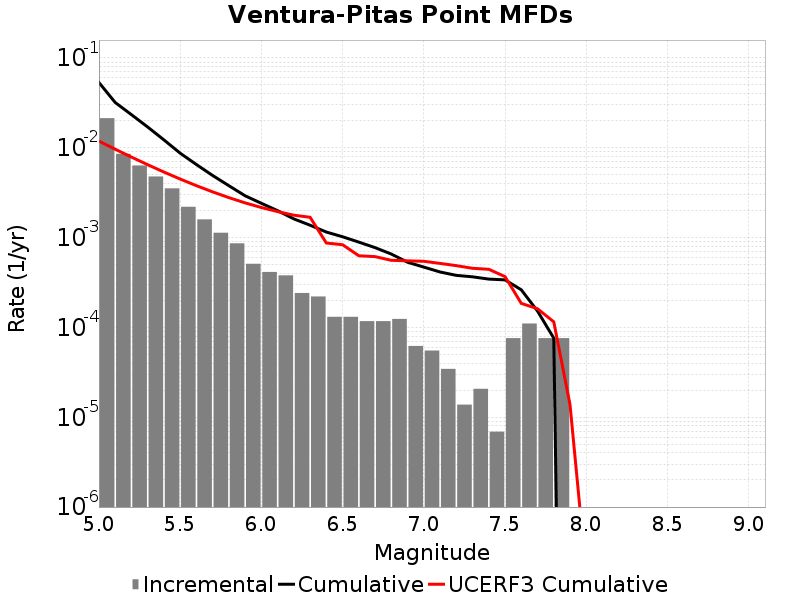 Ventura-Pitas Point MFDs
10-1
10-2
10-3
10-4
10-5
10-6
Rate (1/yr)
5.0 5.5 6.0 6.5 7.0 7.5 8.0 8.5 9.0
Magnitude
Incremental Cumulative UCERF3 Cumulative